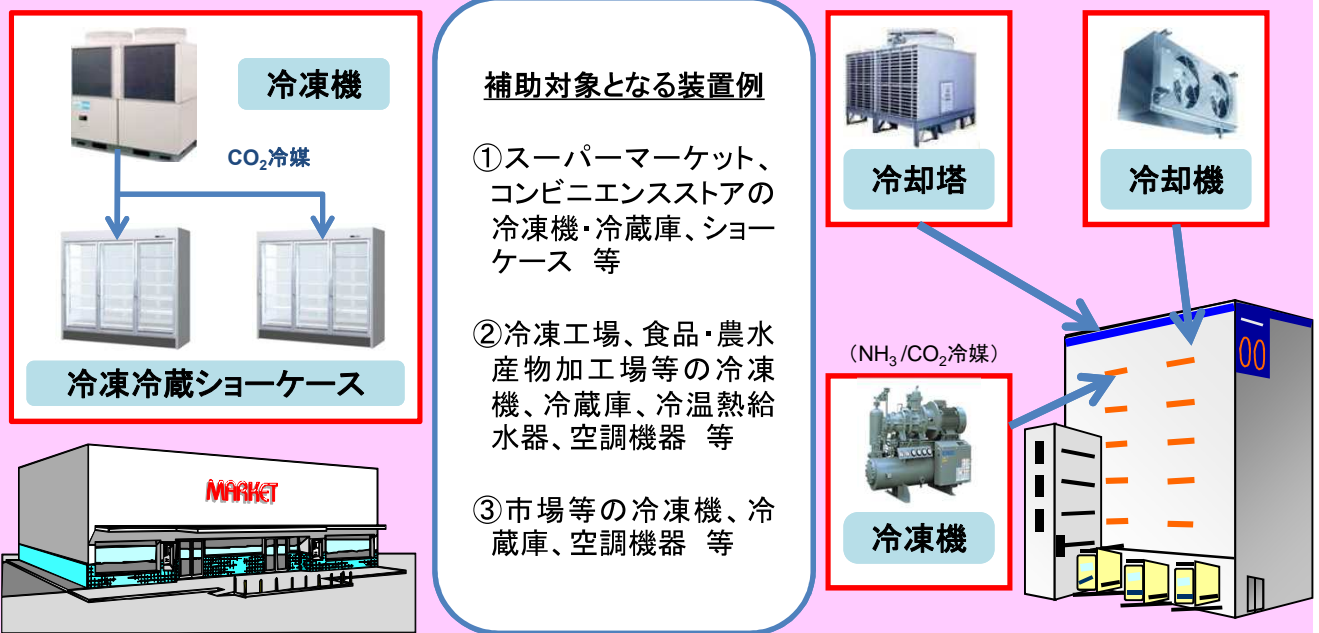 冷凍機
CO₂冷媒
冷凍冷蔵ショーケース
MARKET
補助対象となる装置例
①スーパーマーケット、
コンビニエンスストアの
冷凍機・冷蔵庫、ショー
ケース 等
②冷凍工場、食品・農水
産物加工場等の冷凍
機、冷蔵庫、冷温熱給
水器、空調機器 等
③市場等の冷凍機、冷
蔵庫、空調機器 等
冷却塔
冷却機
（NH₃/CO₂冷媒）
冷凍機
00